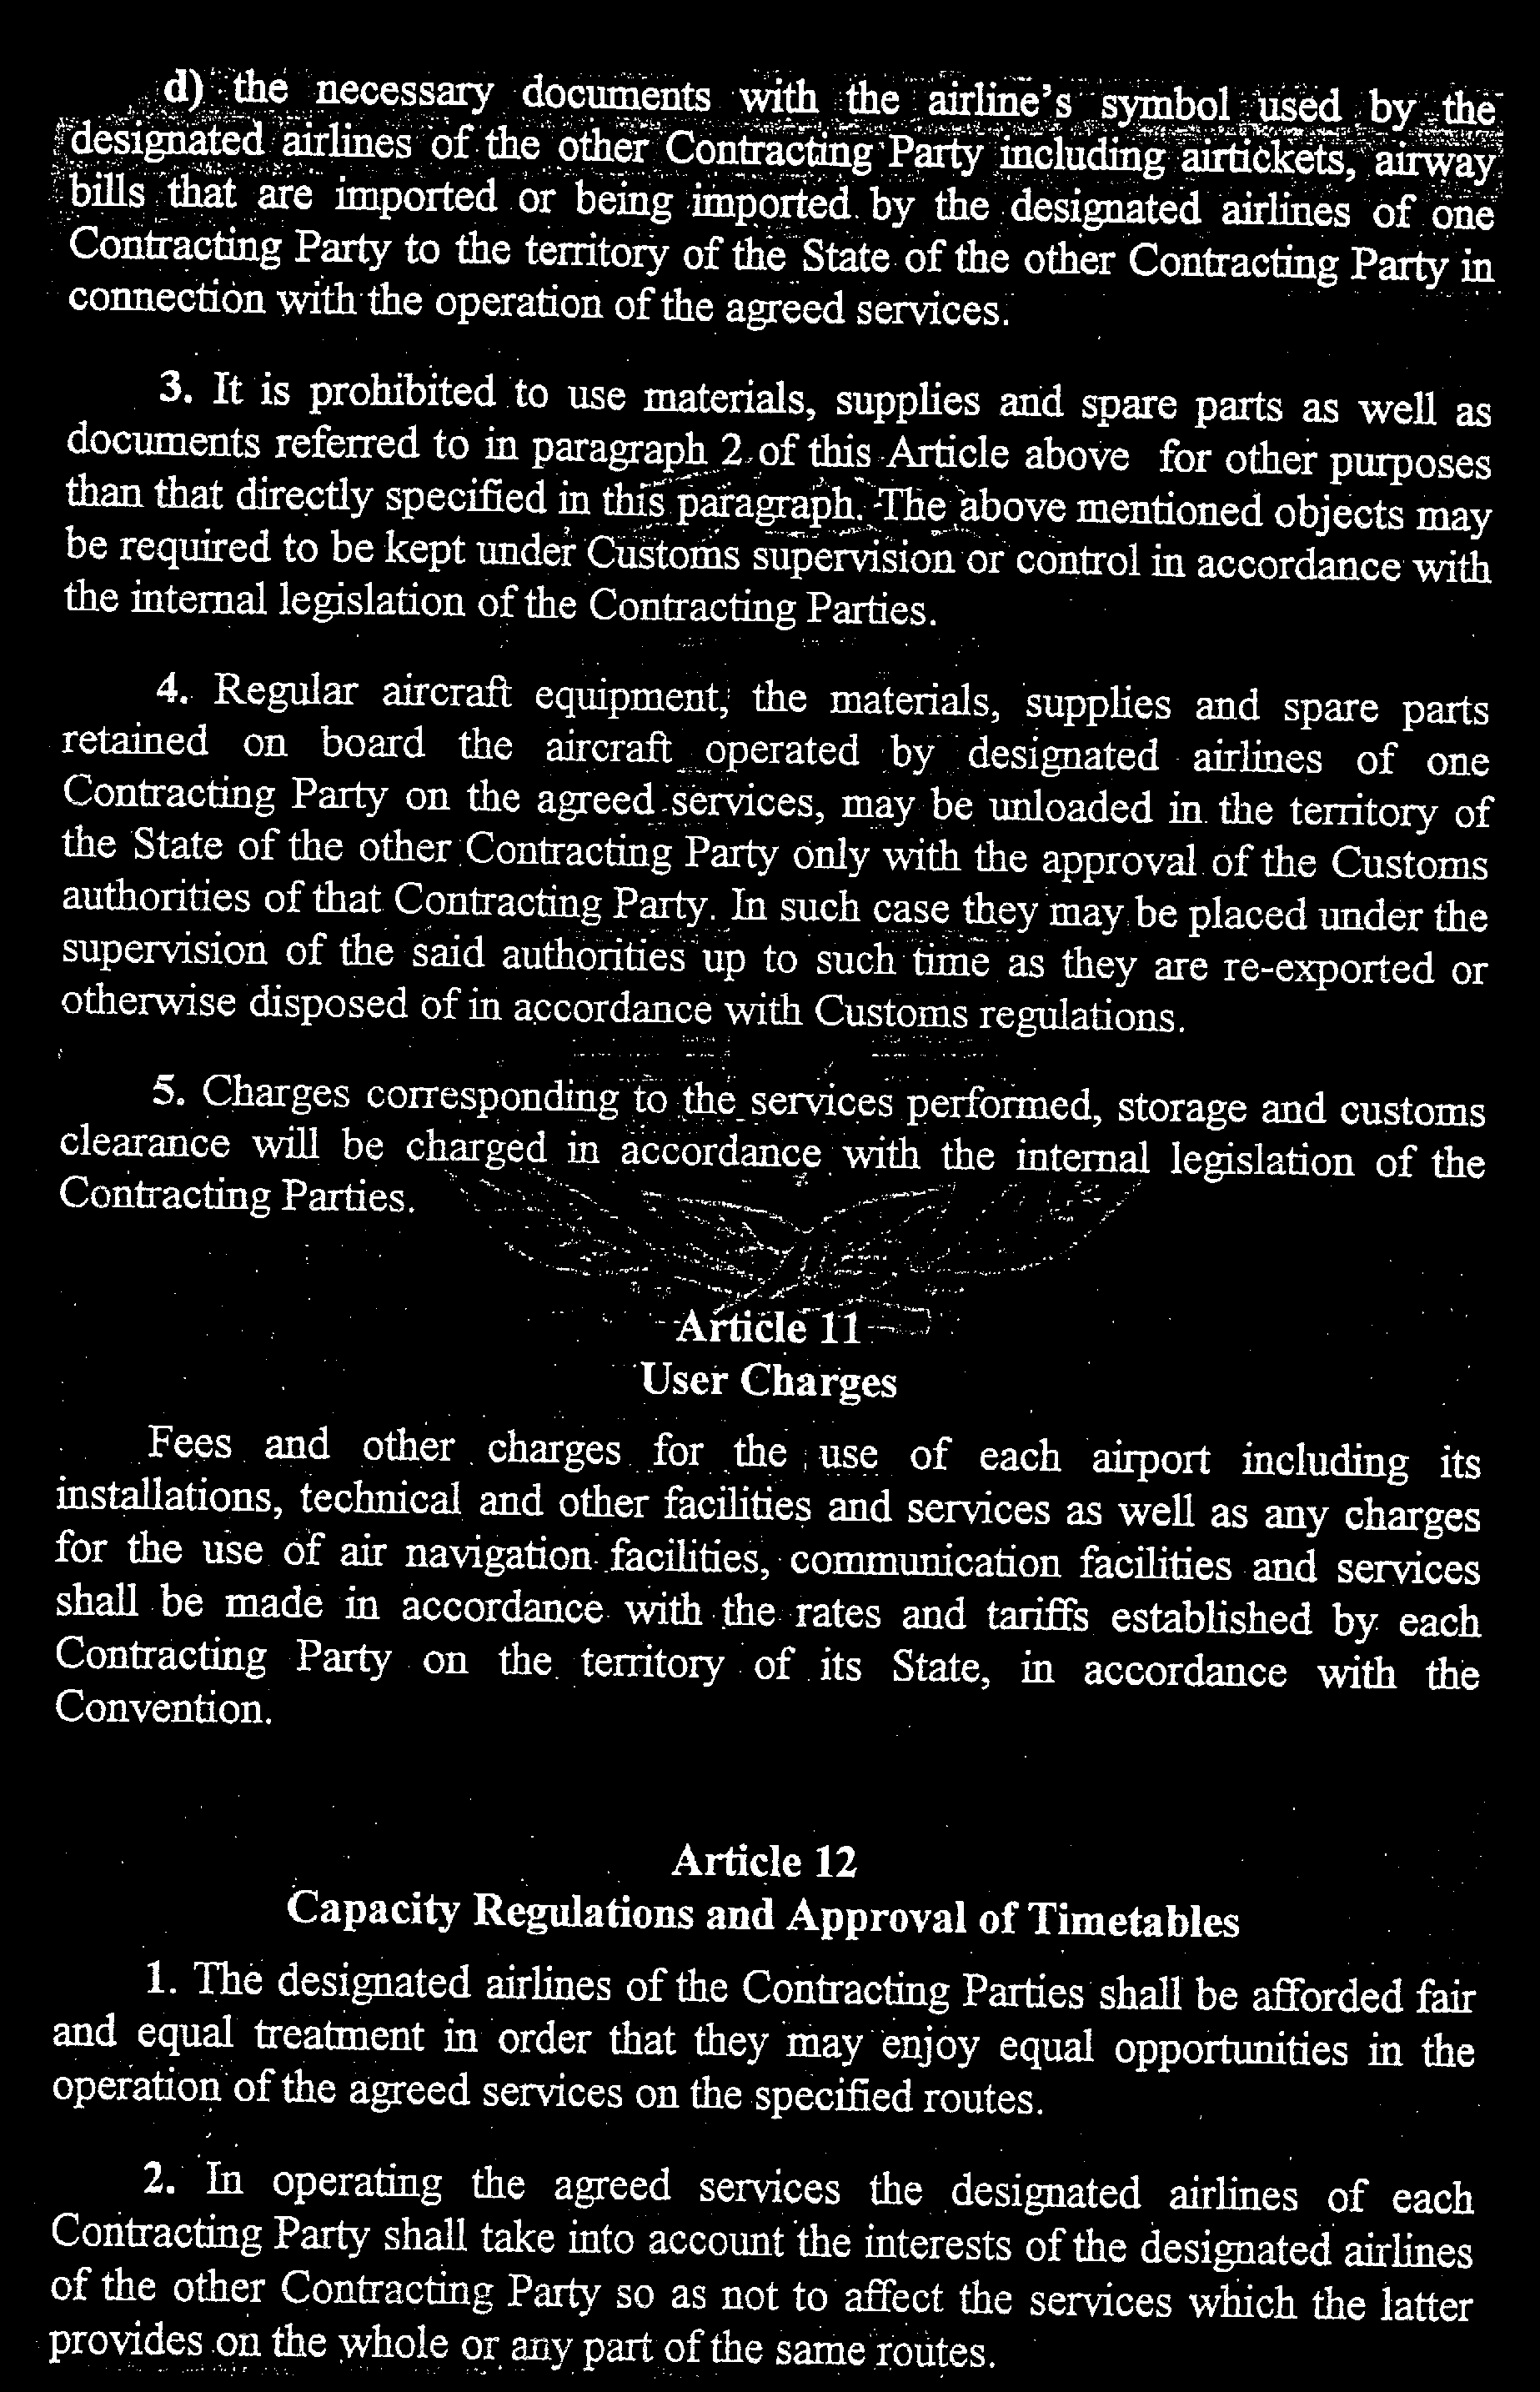 d) the necessary documents with the airline's symbol used by the
designated airlines of the other Contracting Party including airtickets, airway
bills that are imported or being imported by the designated airlines of one
Contracting Party to the territory of the State of the other Contracting Party in
connection with the operation of the agreed services.
3. It is prohibited to use materials, supplies and spare parts as well as
documents referred to in paragraph 2 of this Article above for other purposes
than that directly specified in this paragraph. The above mentioned objects may
be required to be kept under Customs supervision or control in accordance with
the internal legislation of the Contracting Parties.
4. Regular aircraft equipment, the materials, supplies and spare parts
retained on board the aircraft operated by designated airlines of one
Contracting Party on the agreed services, may be unloaded in the territory of
the State of the other Contracting Party only with the approval of the Customs
authorities of that Contracting Party. In such case they may be placed under the
supervision of the said authorities up to such time as they are re-exported or
otherwise disposed of in accordance with Customs regulations.
5. Charges corresponding to the services performed, storage and customs
clearance will be charged in accordance with the internal legislation of the
Contracting Parties.
Article 11
User Charges
Fees and other charges for the use of each airport including its
installations, technical and other facilities and services as well as any charges
for the use of air navigation facilities, communication facilities and services
shall be made in accordance with the rates and tariffs established by each
Contracting Party on the territory of its State, in accordance with the
Convention.
Article 12
Capacity Regulations and Approval of Timetables
1. The designated airlines of the Contracting Parties shall be afforded fair
and equal treatment in order that they may enjoy equal opportunities in the
operation of the agreed services on the specified routes.
2. In operating the agreed services the designated airlines of each
Contracting Party shall take into account the interests of the designated airlines
of the other Contracting Party so as not to affect the services which the latter
provides on the whole or any part of the same routes.